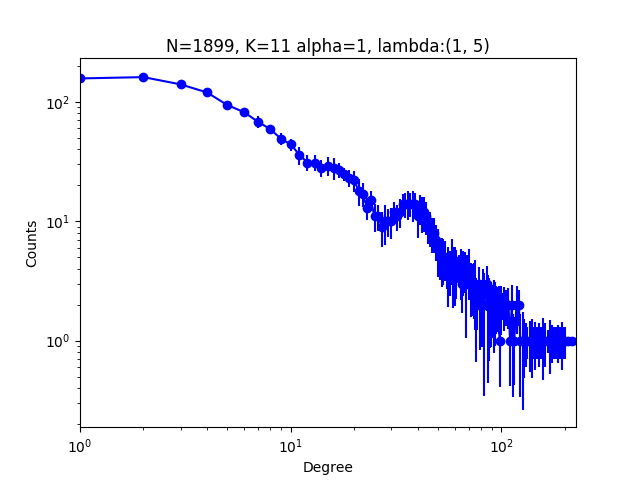 N=1899, K=11 alpha=1, lambda:(1, 5)
Counts
10²
10¹
10⁰
10⁰ 10¹ 10²
Degree